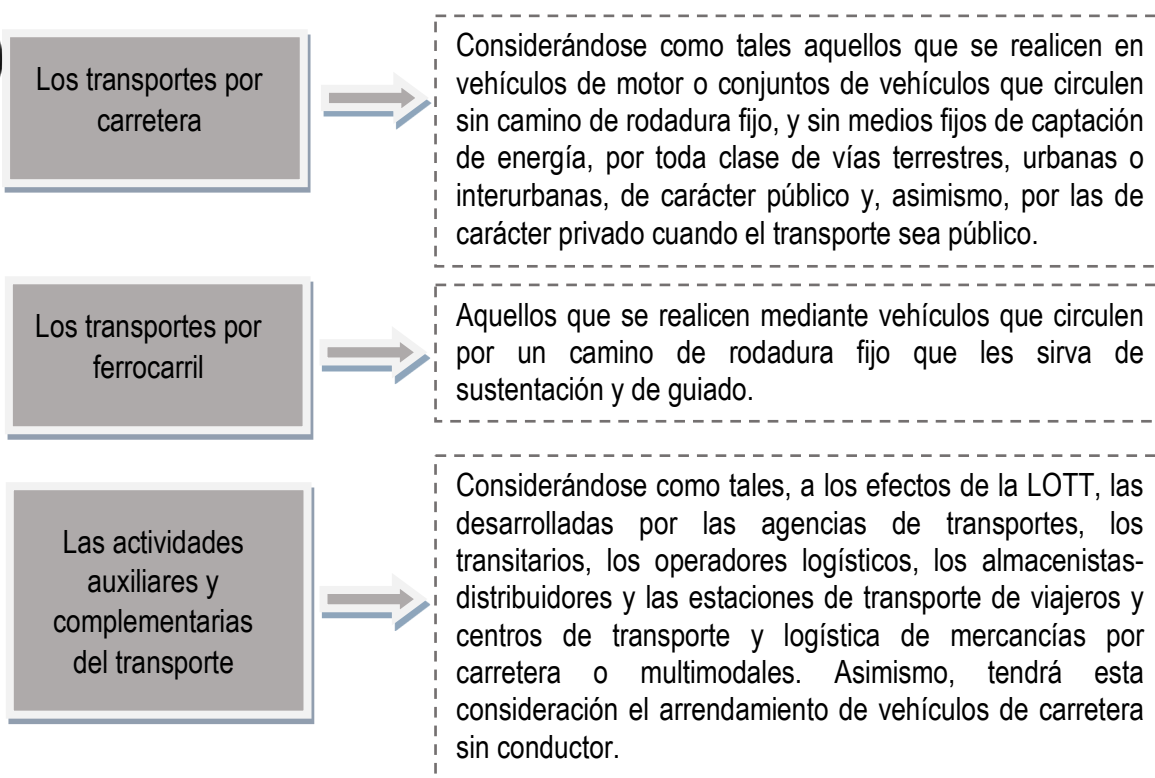 Los transportes por
carretera
Considerándose como tales aquellos que se realicen en
vehículos de motor o conjuntos de vehículos que circulen
sin camino de rodadura fijo, y sin medios fijos de captación
de energía, por toda clase de vías terrestres, urbanas o
interurbanas, de carácter público y, asimismo, por las de
carácter privado cuando el transporte sea público.
Los transportes por
ferrocarril
Aquellos que se realicen mediante vehículos que circulen
por un camino de rodadura fijo que les sirva de
sustentación y de guiado.
Las actividades
auxiliares y
complementarias
del transporte
Considerándose como tales, a los efectos de la LOTT, las
desarrolladas por las agencias de transportes, los
transitarios, los operadores logísticos, los almacenistas-
distribuidores y las estaciones de transporte de viajeros y
centros de transporte y logística de mercancías por
carretera o multimodales. Asimismo, tendrá esta
consideración el arrendamiento de vehículos de carretera
sin conductor.